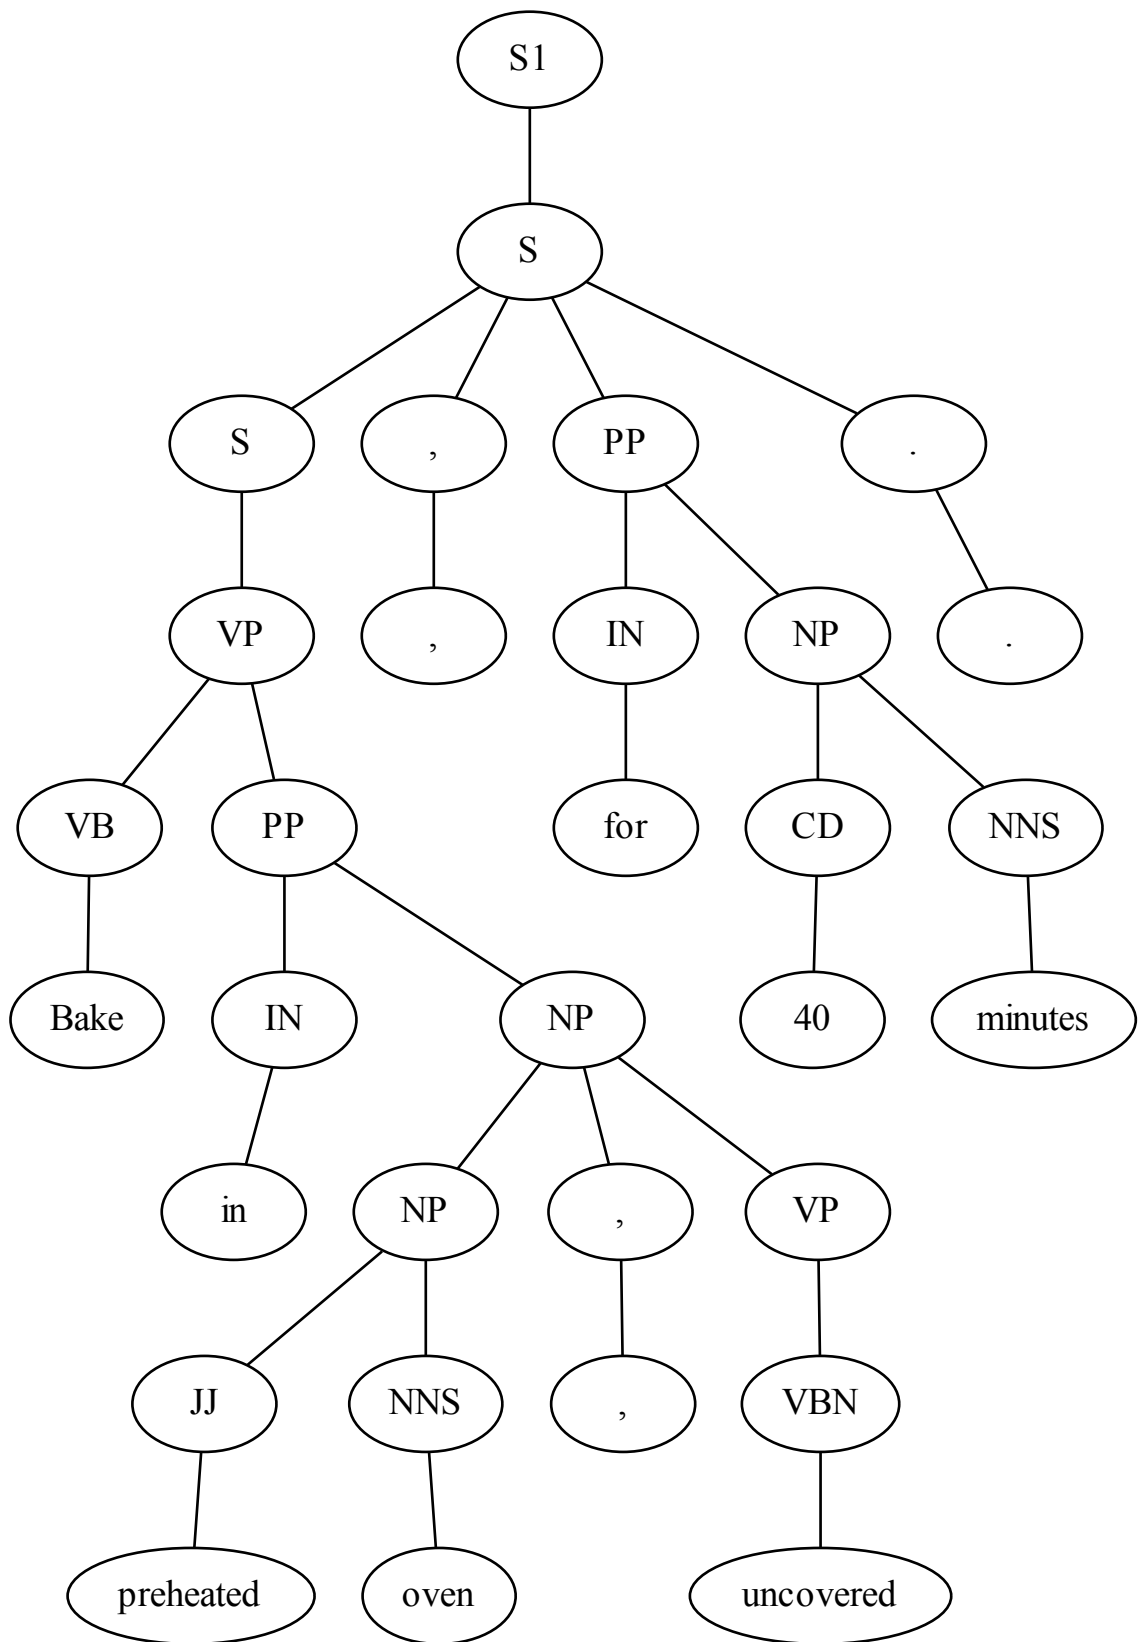 S1
S
S , PP .
VP , IN NP .
VB PP for CD NNS
Bake IN NP 40 minutes
in NP , VP
JJ NNS , VBN
preheated oven uncovered